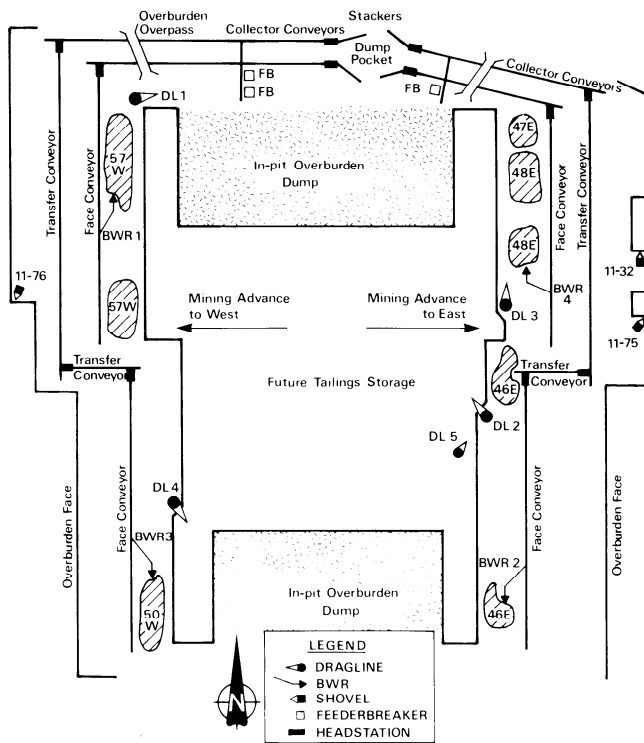 Overburden
Overpass
Collector Conveyors
Stackers
Dump
Pocket
Collector Conveyors
FB
FB
FB
DL 1
57
W
47E
48E
48E
In-pit Overburden
Dump
Transfer Conveyor
Face Conveyor
BWR 1
Face Conveyor
Transfer Conveyor
11-76
57W
BWR
4
11-32
11-75
DL 3
Mining Advance
to West
Mining Advance
to East
Transfer
Conveyor
Transfer
Conveyor
46E
Future Tailings Storage
DL 2
DL 5
DL 4
Overburden Face
Face Conveyor
BWR3
50
W
In-pit Overburden
Dump
BWR 2
46E
Face Conveyor
Overburden Face
N
LEGEND
DRAGLINE
BWR
SHOVEL
FEEDERBREAKER
HEADSTATION